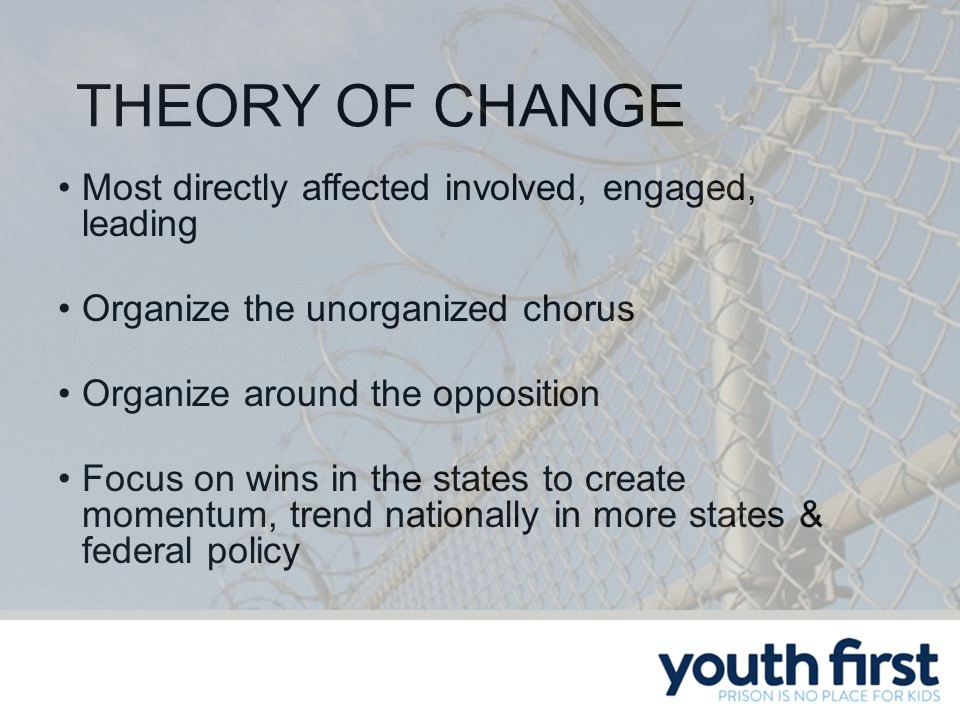 THEORY OF CHANGE
• Most directly affected involved, engaged,
leading
• Organize the unorganized chorus
• Organize around the opposition
• Focus on wins in the states to create
momentum, trend nationally in more states &
federal policy
youth first
PRISON IS NO PLACE FOR KIDS